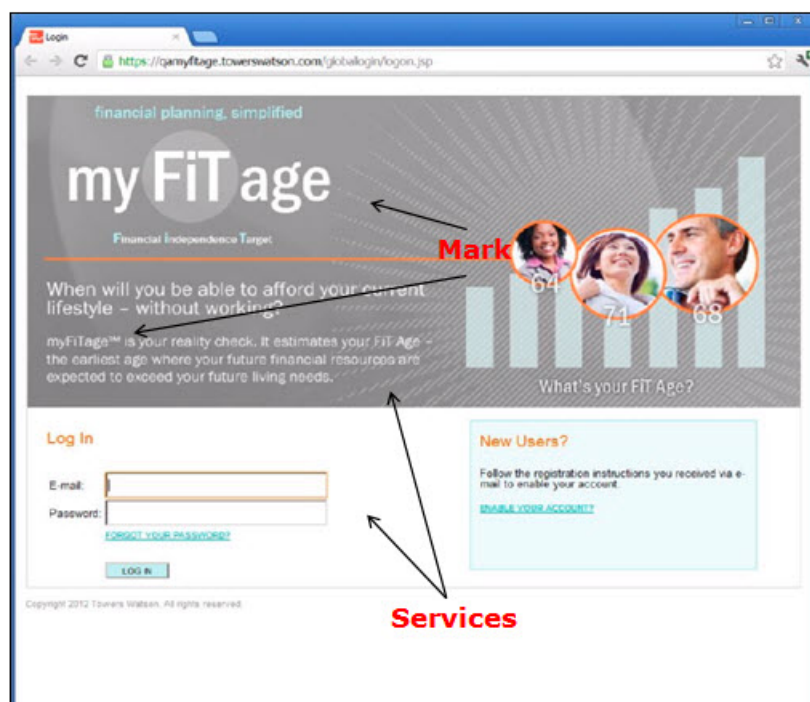 Login
https://qamyfitage.towerswatson.com/globallogin/logon.jsp
financial planning, simplified
my FiT age
Financial Independence Target
Mark
64
71
68
When will you be able to afford your current
lifestyle – without working?
myFiTage™ is your reality check. It estimates your FiT Age –
the earliest age where your future financial resources are
expected to exceed your future living needs.
What's your FiT Age?
Log In
E-mail:
Password:
FORGOT YOUR PASSWORD?
LOG IN
New Users?
Follow the registration instructions you received via e-
mail to enable your account.
ENABLE YOUR ACCOUNT?
Copyright 2012 Towers Watson. All rights reserved.
Services